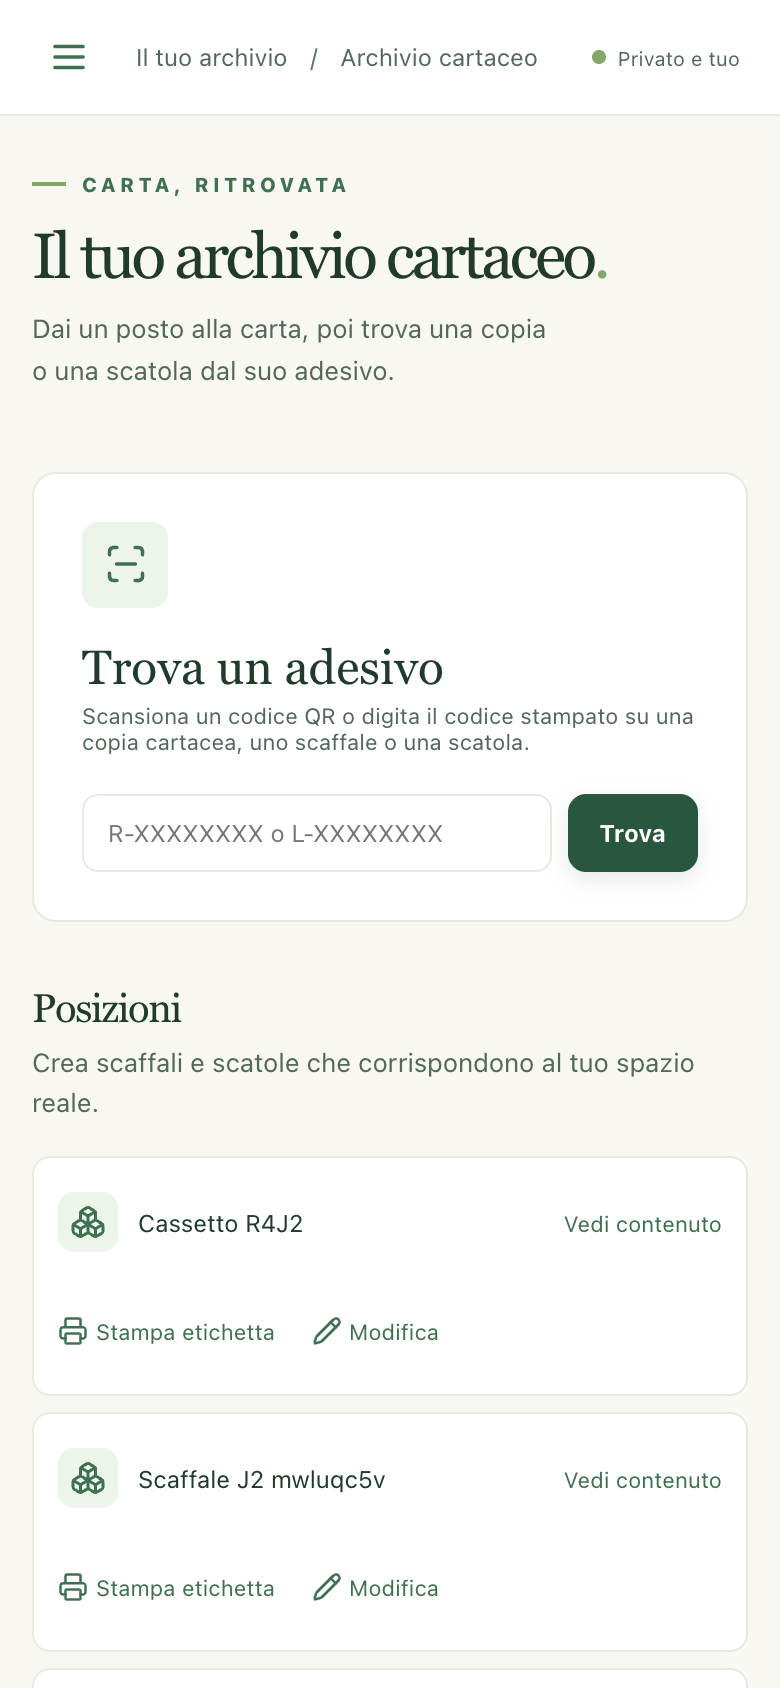 Il tuo archivio / Archivio cartaceo
Privato e tuo
CARTA, RITROVATA
Il tuo archivio cartaceo.
Dai un posto alla carta, poi trova una copia
o una scatola dal suo adesivo.
Trova un adesivo
Scansiona un codice QR o digita il codice stampato su una
copia cartacea, uno scaffale o una scatola.
R-XXXXXXXX o L-XXXXXXXX
Trova
Posizioni
Crea scaffali e scatole che corrispondono al tuo spazio
reale.
Cassetto R4J2
Vedi contenuto
Stampa etichetta
Modifica
Scaffale J2 mwluqc5v
Vedi contenuto
Stampa etichetta
Modifica